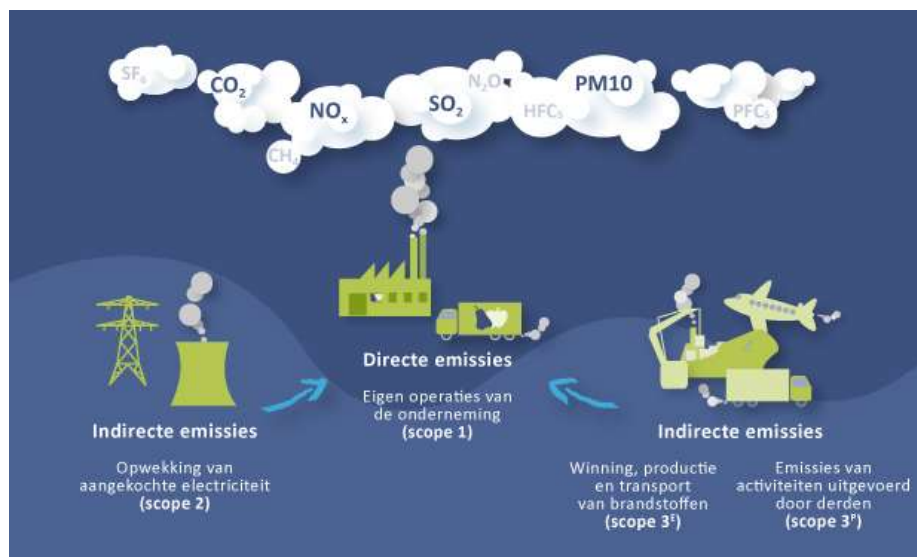 SF₆
CO₂
NOₓ
CH₄
SO₂
N₂O
HFCs
PM10
PFCs
Directe emissies
Eigen operaties van
de onderneming
(scope 1)
Indirecte emissies
Opwekking van
aangekochte electriciteit
(scope 2)
Indirecte emissies
Winning, productie
en transport
van brandstoffen
(scope 3ᴱ)
Emissies van
activiteiten uitgevoerd
door derden
(scope 3ᴾ)